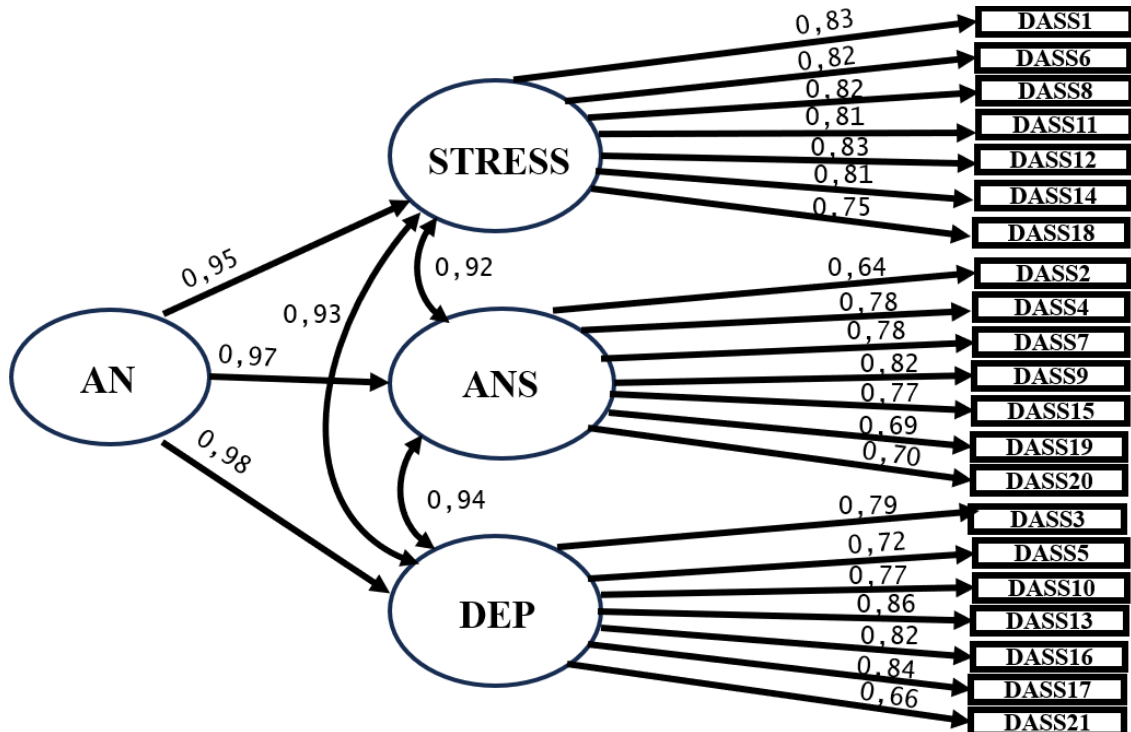 0,83 DASS1
0,82 DASS6
0,82 DASS8
0,81 DASS11
0,83 DASS12
0,81 DASS14
0,75 DASS18
STRESS
0,95
0,92
0,93
0,64 DASS2
0,78 DASS4
0,78 DASS7
0,82 DASS9
0,77 DASS15
0,69 DASS19
0,70 DASS20
AN
0,97
ANS
0,98
0,94
0,79 DASS3
0,72 DASS5
0,77 DASS10
0,86 DASS13
0,82 DASS16
0,84 DASS17
0,66 DASS21
DEP